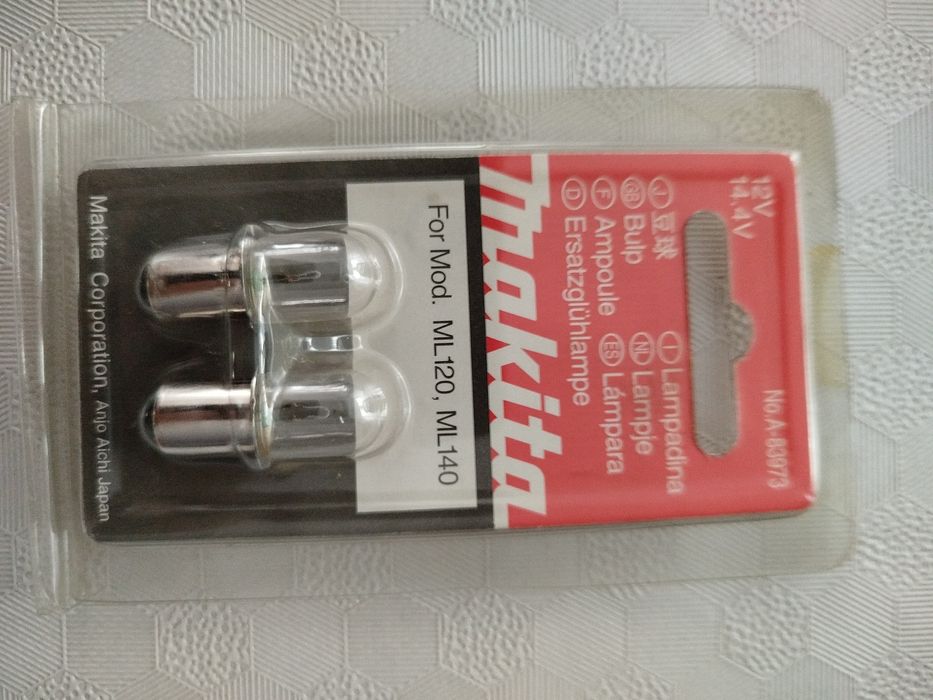 No.A-83973
12V
14.4V
Ⓙ 豆球
ⒼⒷ Bulp
Ⓕ Ampoule
Ⓓ Ersatzglühlampe
Ⓘ Lampadina
ⓃⓁ Lampje
ⒺⓈ Lámpara
makita
For Mod. ML120, ML140
Makita Corporation, Anjo Aichi Japan